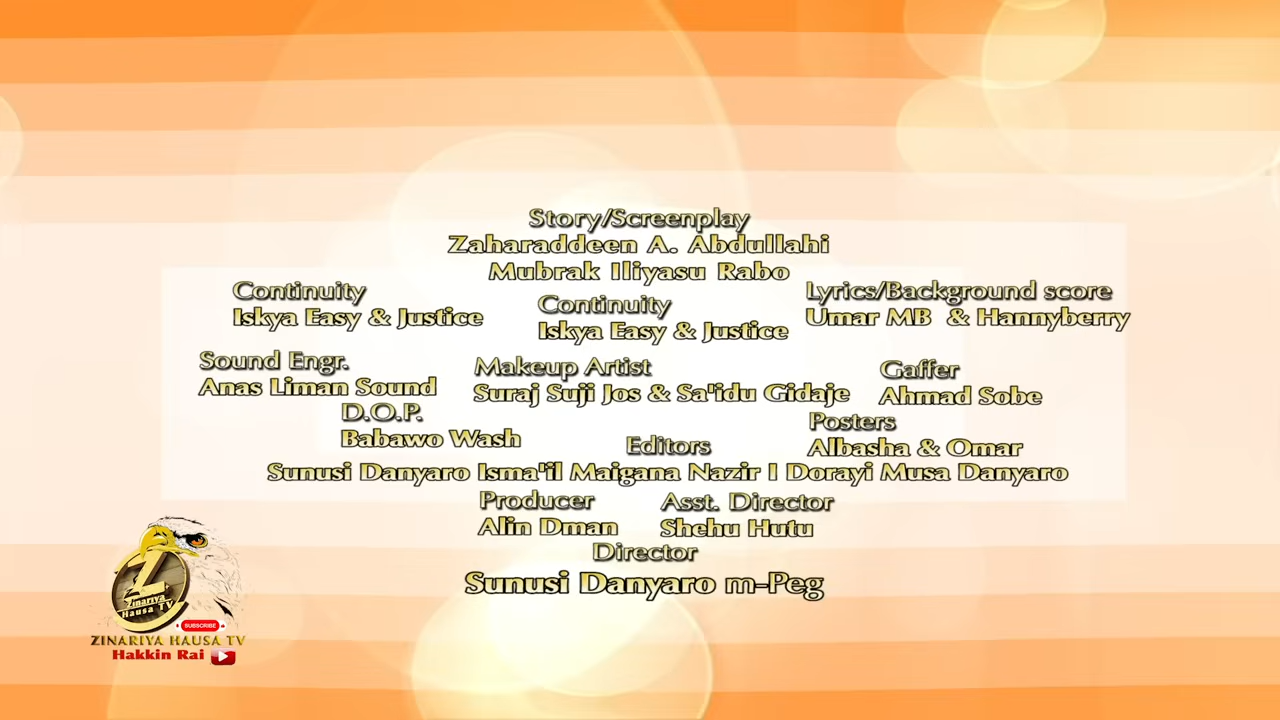 Story/Screenplay
Zaharaddeen A. Abdullahi
Mubrak Iliyasu Rabo
Continuity
Iskya Easy & Justice
Continuity
Iskya Easy & Justice
Lyrics/Background score
Umar MB & Hannyberry
Sound Engr.
Anas Liman Sound
Makeup Artist
Suraj Suji Jos & Sa'idu Gidaje
Gaffer
Ahmad Sobe
D.O.P.
Babawo Wash
Editors
Posters
Albasha & Omar
Sunusi Danyaro Isma'il Maigana Nazir I Dorayi Musa Danyaro
Producer
Alin Dman
Asst. Director
Shehu Hutu
Director
Sunusi Danyaro m-Peg
Z
Zinariya
Hausa TV
SUBSCRIBE
ZINARIYA HAUSA TV
Hakkin Rai